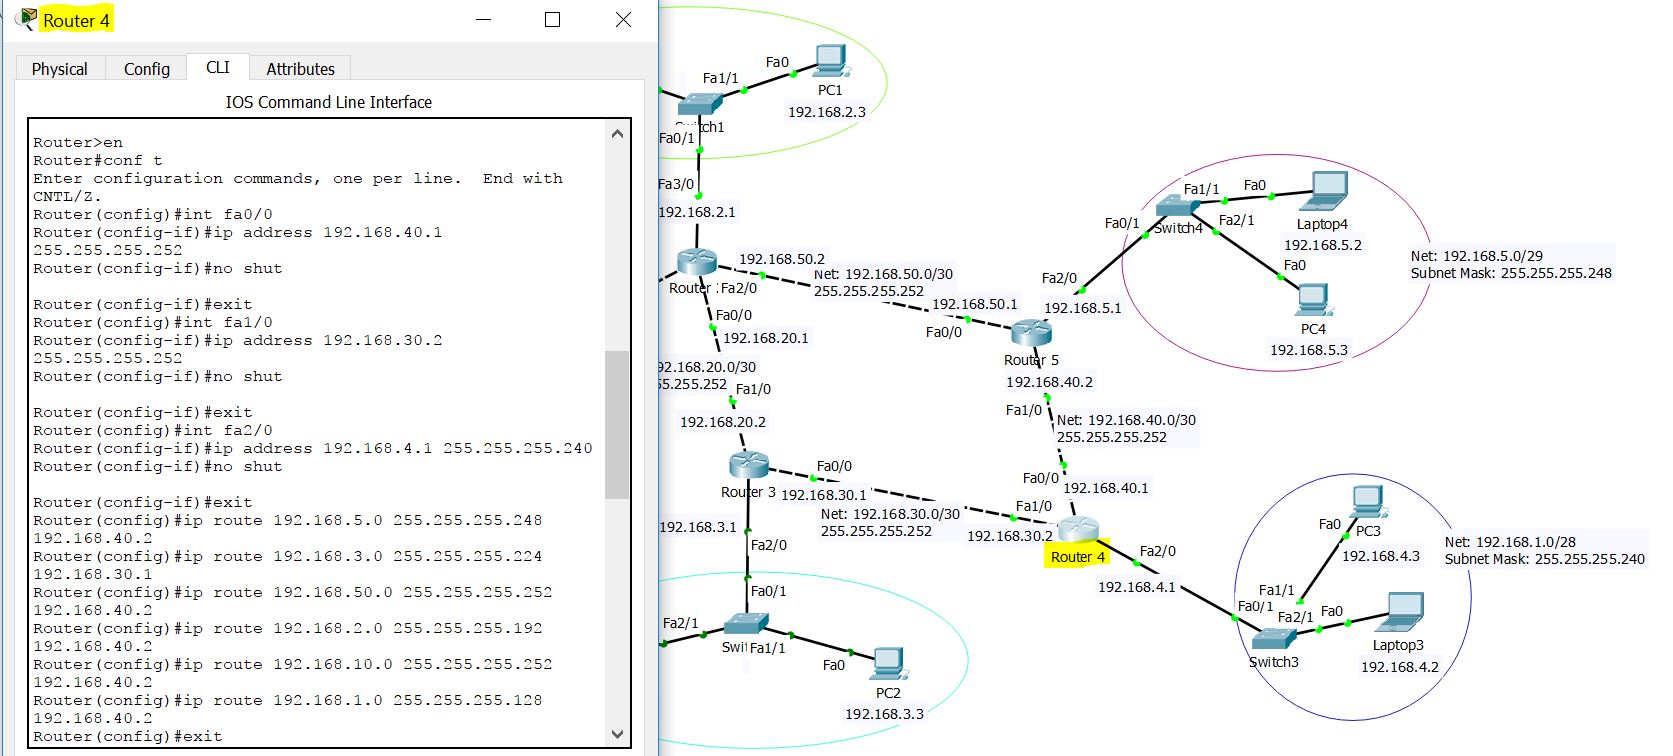 Router 4
Physical
Config
CLI
Attributes
IOS Command Line Interface
Router>en
Router#conf t
Enter configuration commands, one per line.  End with
CNTL/Z.
Router(config)#int fa0/0
Router(config-if)#ip address 192.168.40.1
255.255.255.252
Router(config-if)#no shut
Router(config-if)#exit
Router(config)#int fa1/0
Router(config-if)#ip address 192.168.30.2
255.255.255.252
Router(config-if)#no shut
Router(config-if)#exit
Router(config)#int fa2/0
Router(config-if)#ip address 192.168.4.1 255.255.255.240
Router(config-if)#no shut
Router(config-if)#exit
Router(config)#ip route 192.168.5.0 255.255.255.248
192.168.40.2
Router(config)#ip route 192.168.3.0 255.255.255.224
192.168.30.1
Router(config)#ip route 192.168.50.0 255.255.255.252
192.168.40.2
Router(config)#ip route 192.168.2.0 255.255.255.192
192.168.40.2
Router(config)#ip route 192.168.10.0 255.255.255.252
192.168.40.2
Router(config)#ip route 192.168.1.0 255.255.255.128
192.168.40.2
Router(config)#exit
Fa0
Fa1/1
PC1
192.168.2.3
Switch1
Fa0/1
Fa3/0
192.168.2.1
192.168.50.2
Router
Fa2/0
Net: 192.168.50.0/30
255.255.255.252
192.168.50.1
Fa0/0
Fa0/0
192.168.20.1
92.168.20.0/30
55.255.252
Fa1/0
192.168.20.2
Router 5
192.168.5.1
Fa2/0
Fa0/1
Switch4
Fa1/1
Fa0
Laptop4
192.168.5.2
Fa2/1
Fa0
PC4
192.168.5.3
Net: 192.168.5.0/29
Subnet Mask: 255.255.255.248
192.168.40.2
Fa1/0
Net: 192.168.40.0/30
255.255.255.252
Fa0/0
192.168.40.1
Router 3
Fa0/0
192.168.30.1
Net: 192.168.30.0/30
255.255.255.252
Fa1/0
192.168.30.2
Router 4
Fa2/0
192.168.4.1
192.168.3.1
Fa2/0
Fa0/1
Fa2/1
Swi
Fa1/1
Fa0
PC2
192.168.3.3
Fa0
PC3
192.168.4.3
Net: 192.168.1.0/28
Subnet Mask: 255.255.255.240
Fa1/1
Fa0/1
Fa2/1
Fa0
Switch3
Laptop3
192.168.4.2